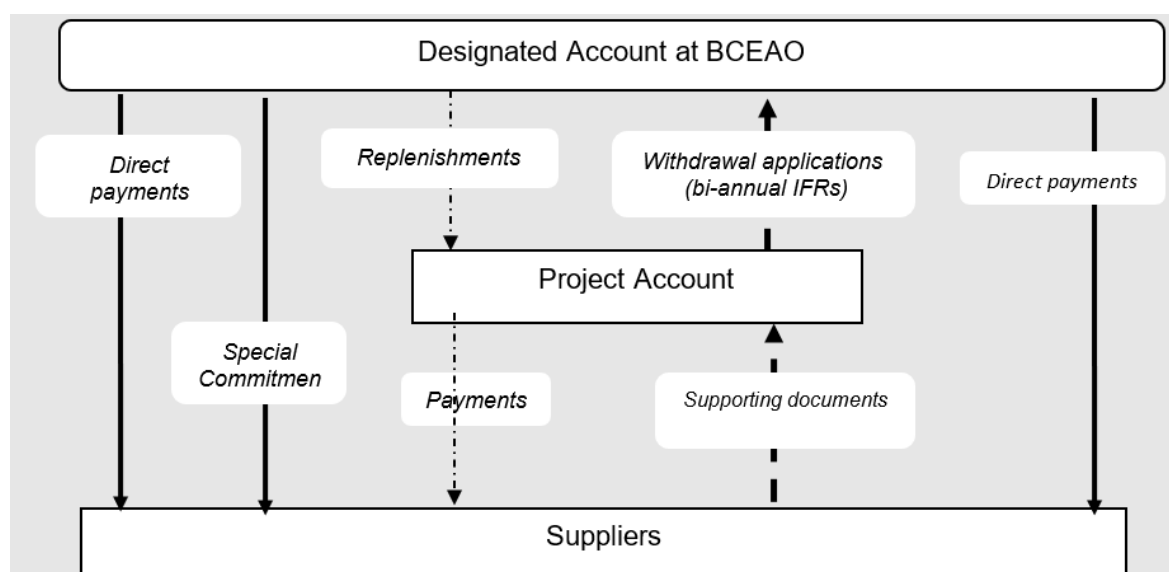 Designated Account at BCEAO
Direct
payments
Replenishments
Withdrawal applications
(bi-annual IFRs)
Direct payments
Project Account
Special
Commitmen
Payments
Supporting documents
Suppliers